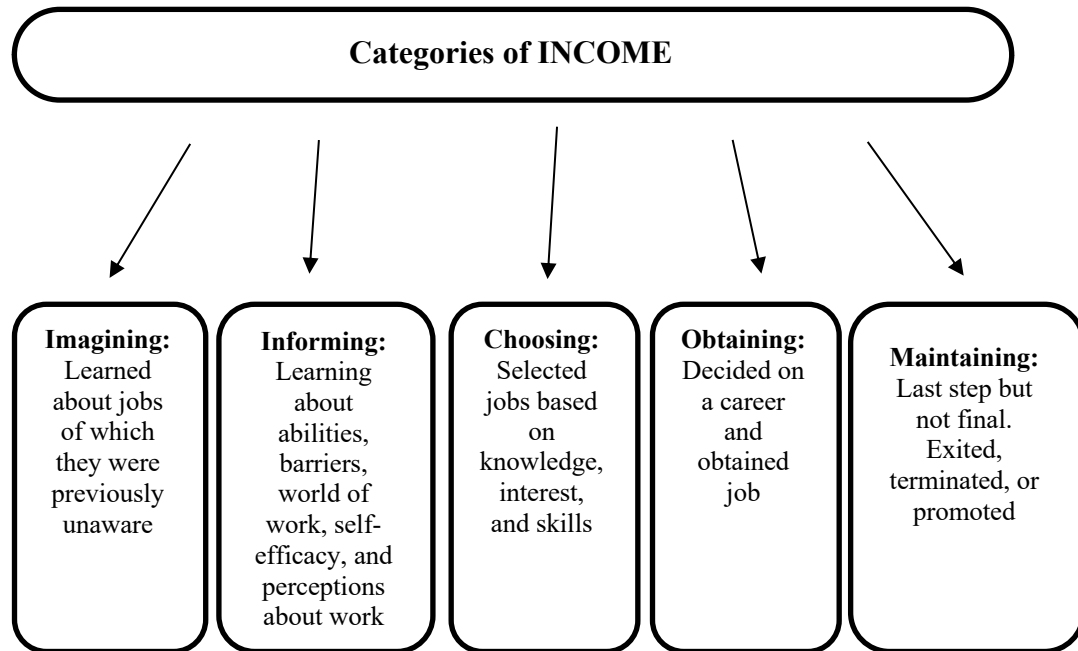 Categories of INCOME
Imagining:
Learned
about jobs
of which
they were
previously
unaware
Informing:
Learning
about
abilities,
barriers,
world of
work, self-
efficacy, and
perceptions
about work
Choosing:
Selected
jobs based
on
knowledge,
interest,
and skills
Obtaining:
Decided on
a career
and
obtained
job
Maintaining:
Last step but
not final.
Exited,
terminated, or
promoted